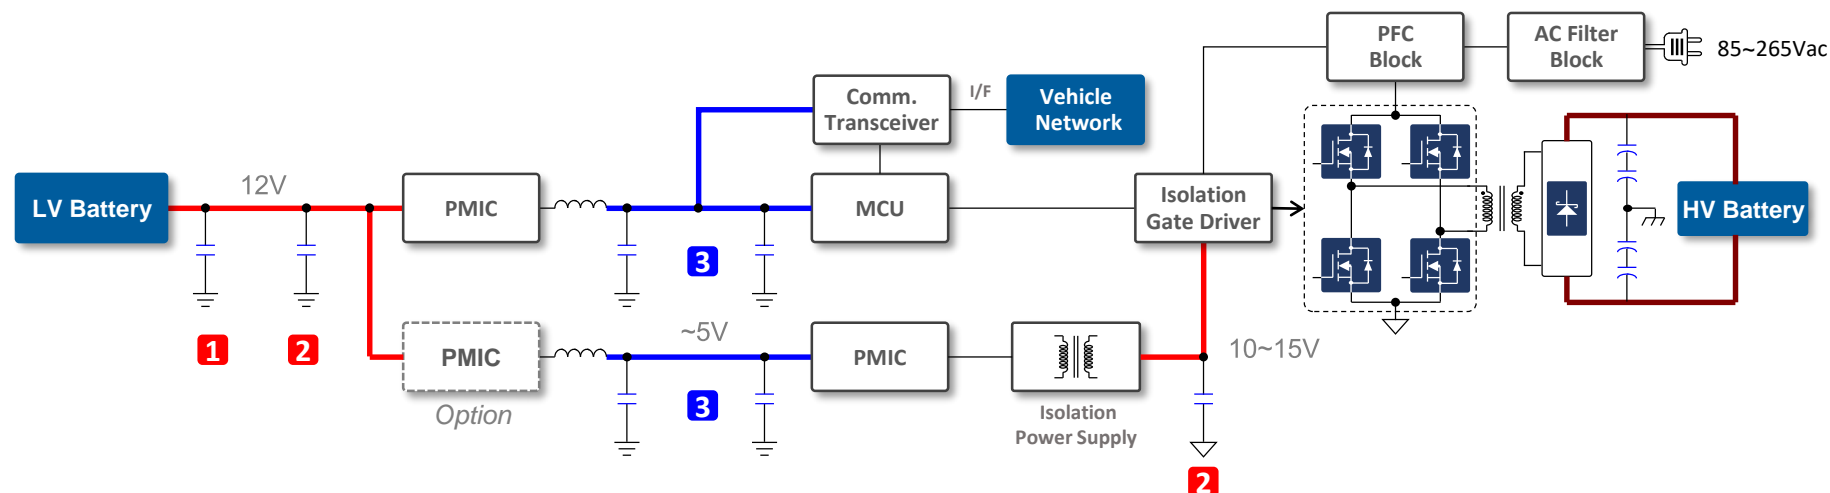 PFC
Block
AC Filter
Block
85~265Vac
Comm.
Transceiver
I/F
Vehicle
Network
LV Battery
12V
PMIC
MCU
Isolation
Gate Driver
HV Battery
3
1
2
PMIC
Option
~5V
3
PMIC
Isolation
Power Supply
10~15V
2